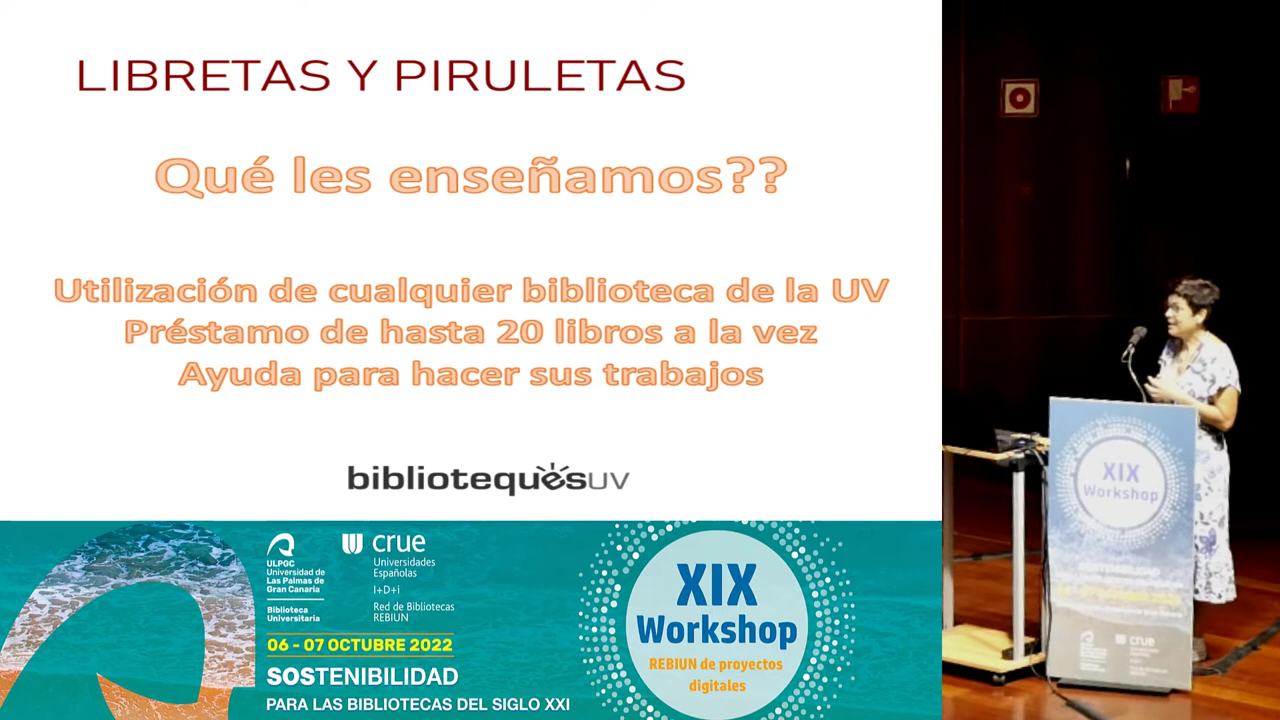 LIBRETAS Y PIRULETAS
Qué les enseñamos??
Utilización de cualquier biblioteca de la UV
Préstamo de hasta 20 libros a la vez
Ayuda para hacer sus trabajos
bibliotequesUV
ULPGC
Universidad de
Las Palmas de
Gran Canaria
Biblioteca
Universitaria
crue
Universidades
Españolas
I+D+i
Red de Bibliotecas
REBIUN
06 - 07 OCTUBRE 2022
SOSTENIBILIDAD
PARA LAS BIBLIOTECAS DEL SIGLO XXI
XIX
Workshop
REBIUN de proyectos
digitales
XIX
Workshop
crue